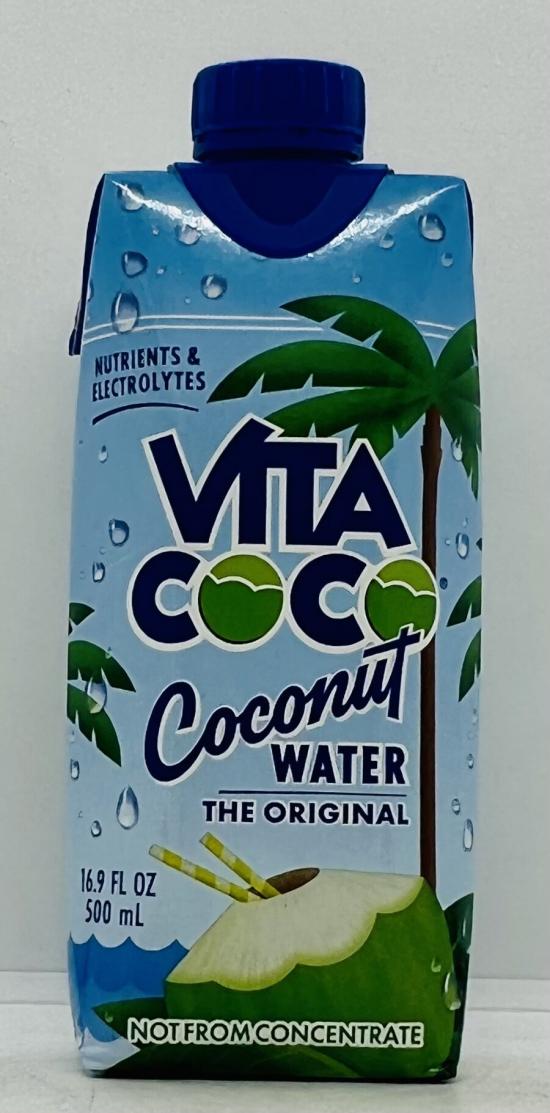 NUTRIENTS &
ELECTROLYTES
VITA
COCO
Coconut
WATER
THE ORIGINAL
16.9 FL OZ
500 mL
NOT FROM CONCENTRATE